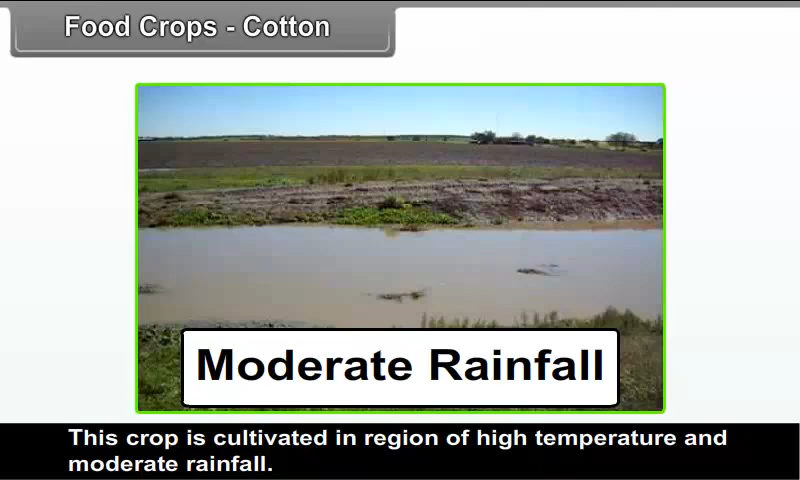 Food Crops - Cotton
Moderate Rainfall
This crop is cultivated in region of high temperature and
moderate rainfall.